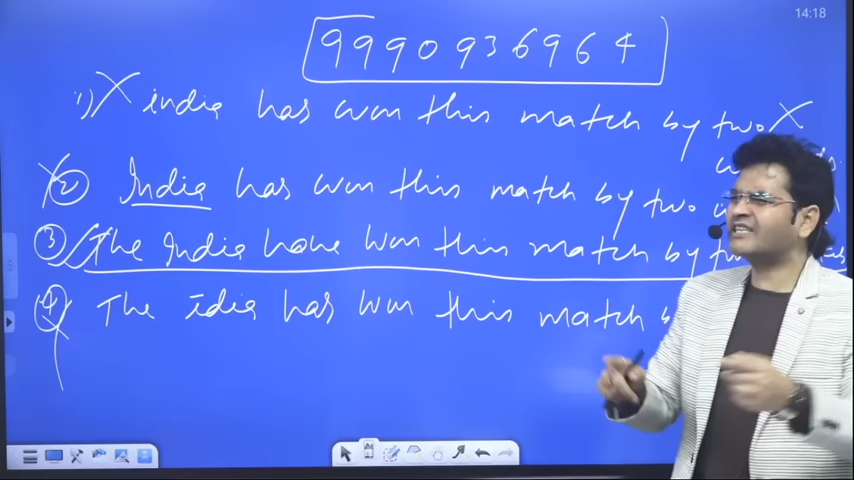 14:18
9990936964
1) india has won this match by two
2 India has won this match by two
3 The India have won this match by
4 The idia has won this match